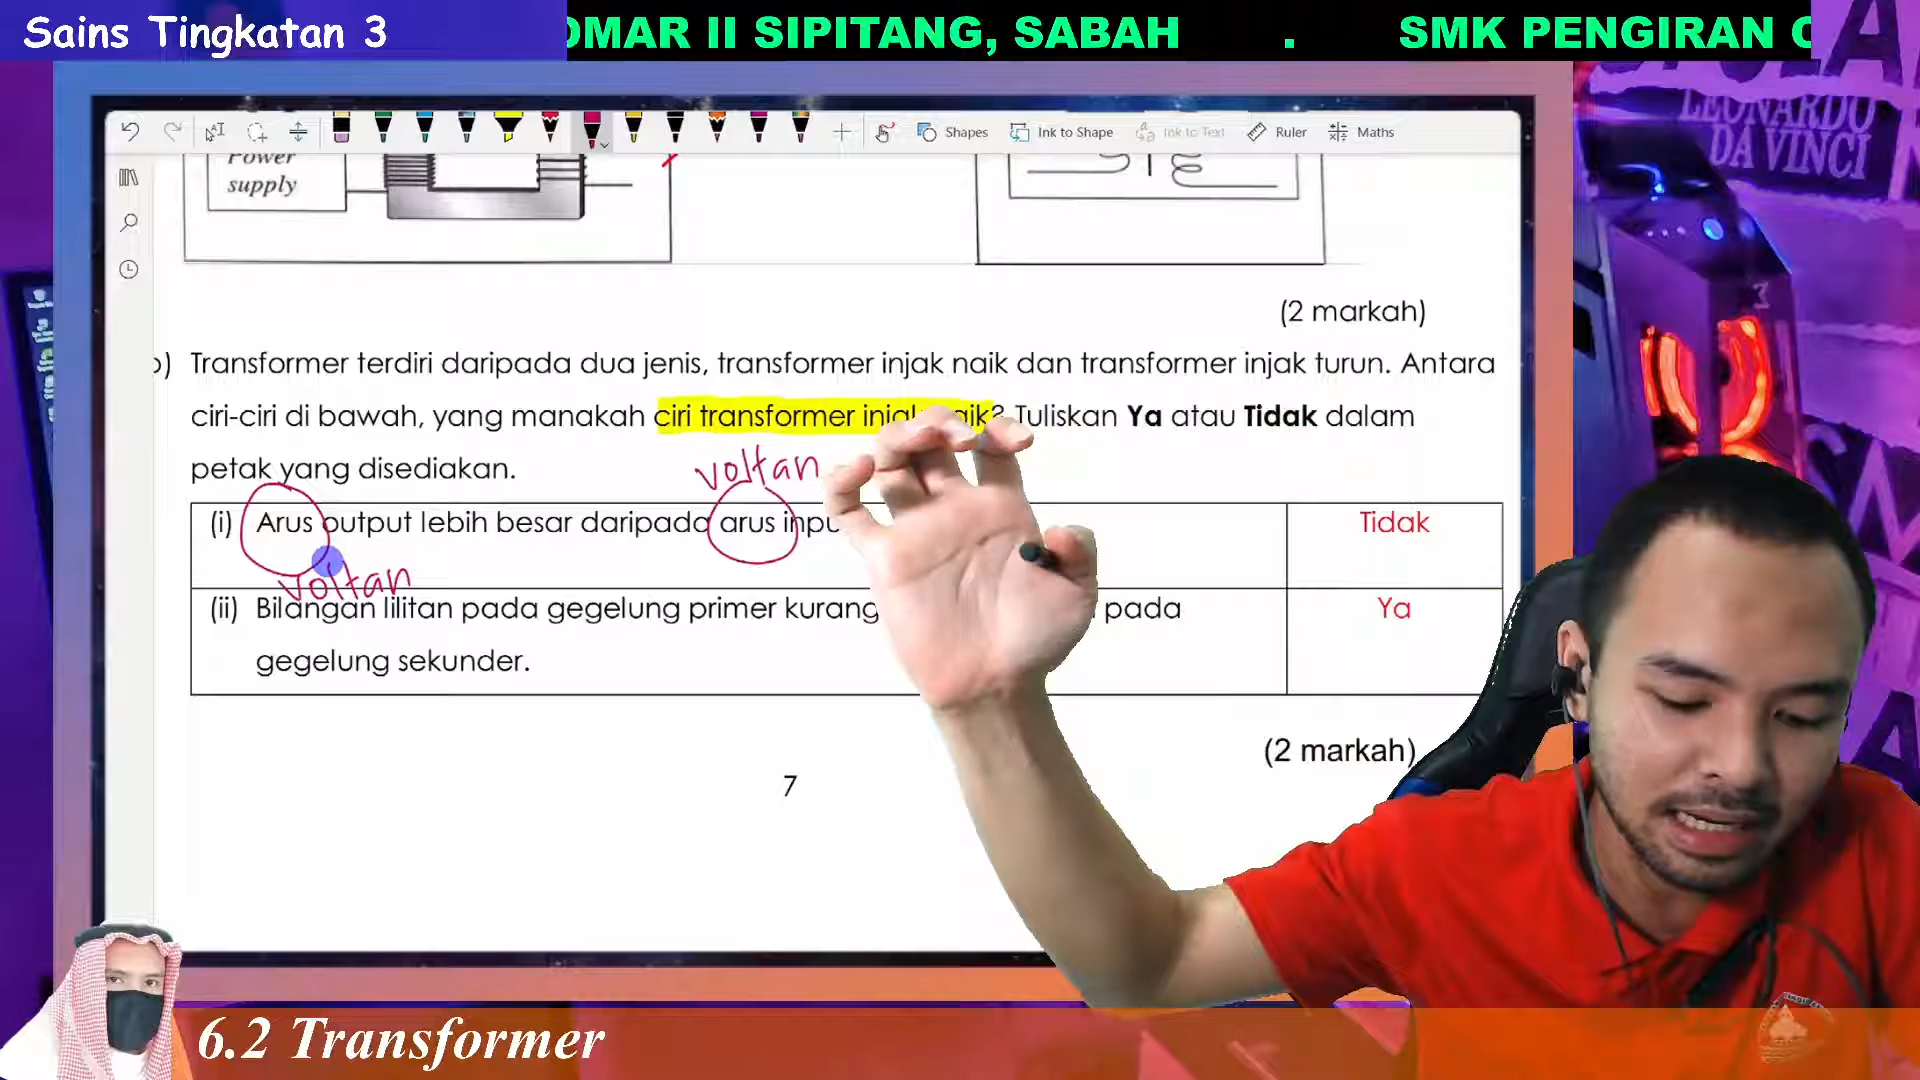 Sains Tingkatan 3
OMAR II SIPITANG, SABAH . SMK PENGIRAN
LEONARDO
DA VINCI
Shapes Ink to Shape Ink to Text Ruler Maths
Power
supply
(2 markah)
b) Transformer terdiri daripada dua jenis, transformer injak naik dan transformer injak turun. Antara
ciri-ciri di bawah, yang manakah ciri transformer injak naik? Tuliskan Ya atau Tidak dalam
petak yang disediakan.
voltan
(i) Arus output lebih besar daripada arus Tidak
voltan
(ii) Bilangan lilitan pada gegelung primer kurang pada Ya
gegelung sekunder.
(2 markah)
7
6.2 Transformer